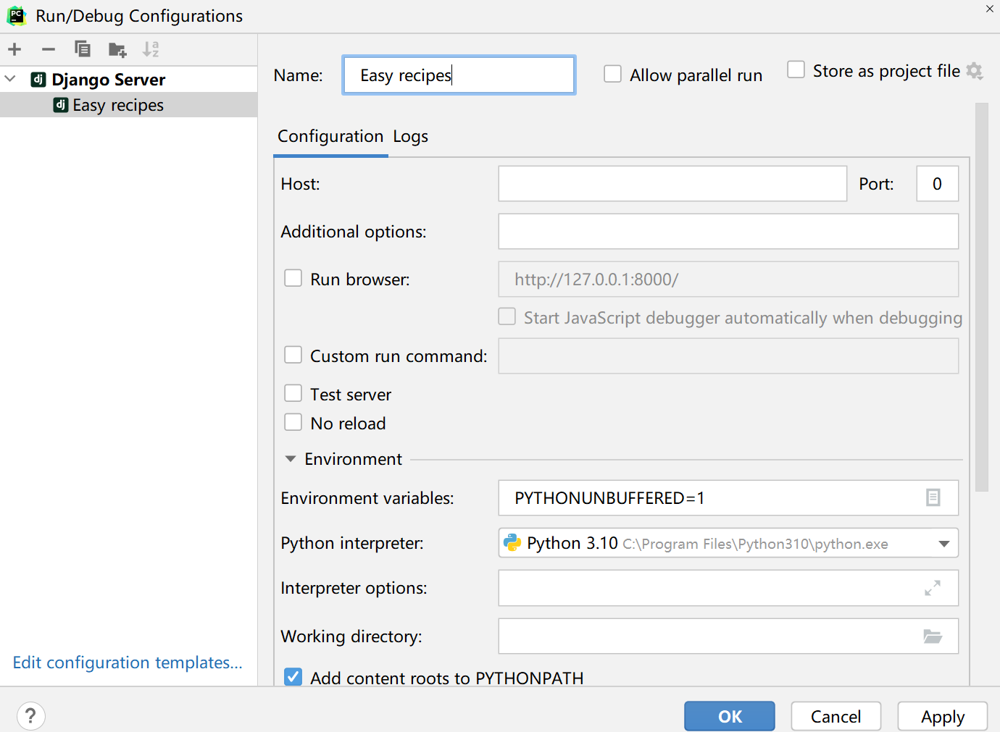 PC Run/Debug Configurations
a z
dj Django Server
dj Easy recipes
Name: Easy recipes Allow parallel run Store as project file
Configuration Logs
Host: Port: 0
Additional options:
Run browser: http://127.0.0.1:8000/
Start JavaScript debugger automatically when debugging
Custom run command:
Test server
No reload
Environment
Environment variables: PYTHONUNBUFFERED=1
Python interpreter: Python 3.10 C:\Program Files\Python310\python.exe
Interpreter options:
Working directory:
Edit configuration templates...
Add content roots to PYTHONPATH
? OK Cancel Apply